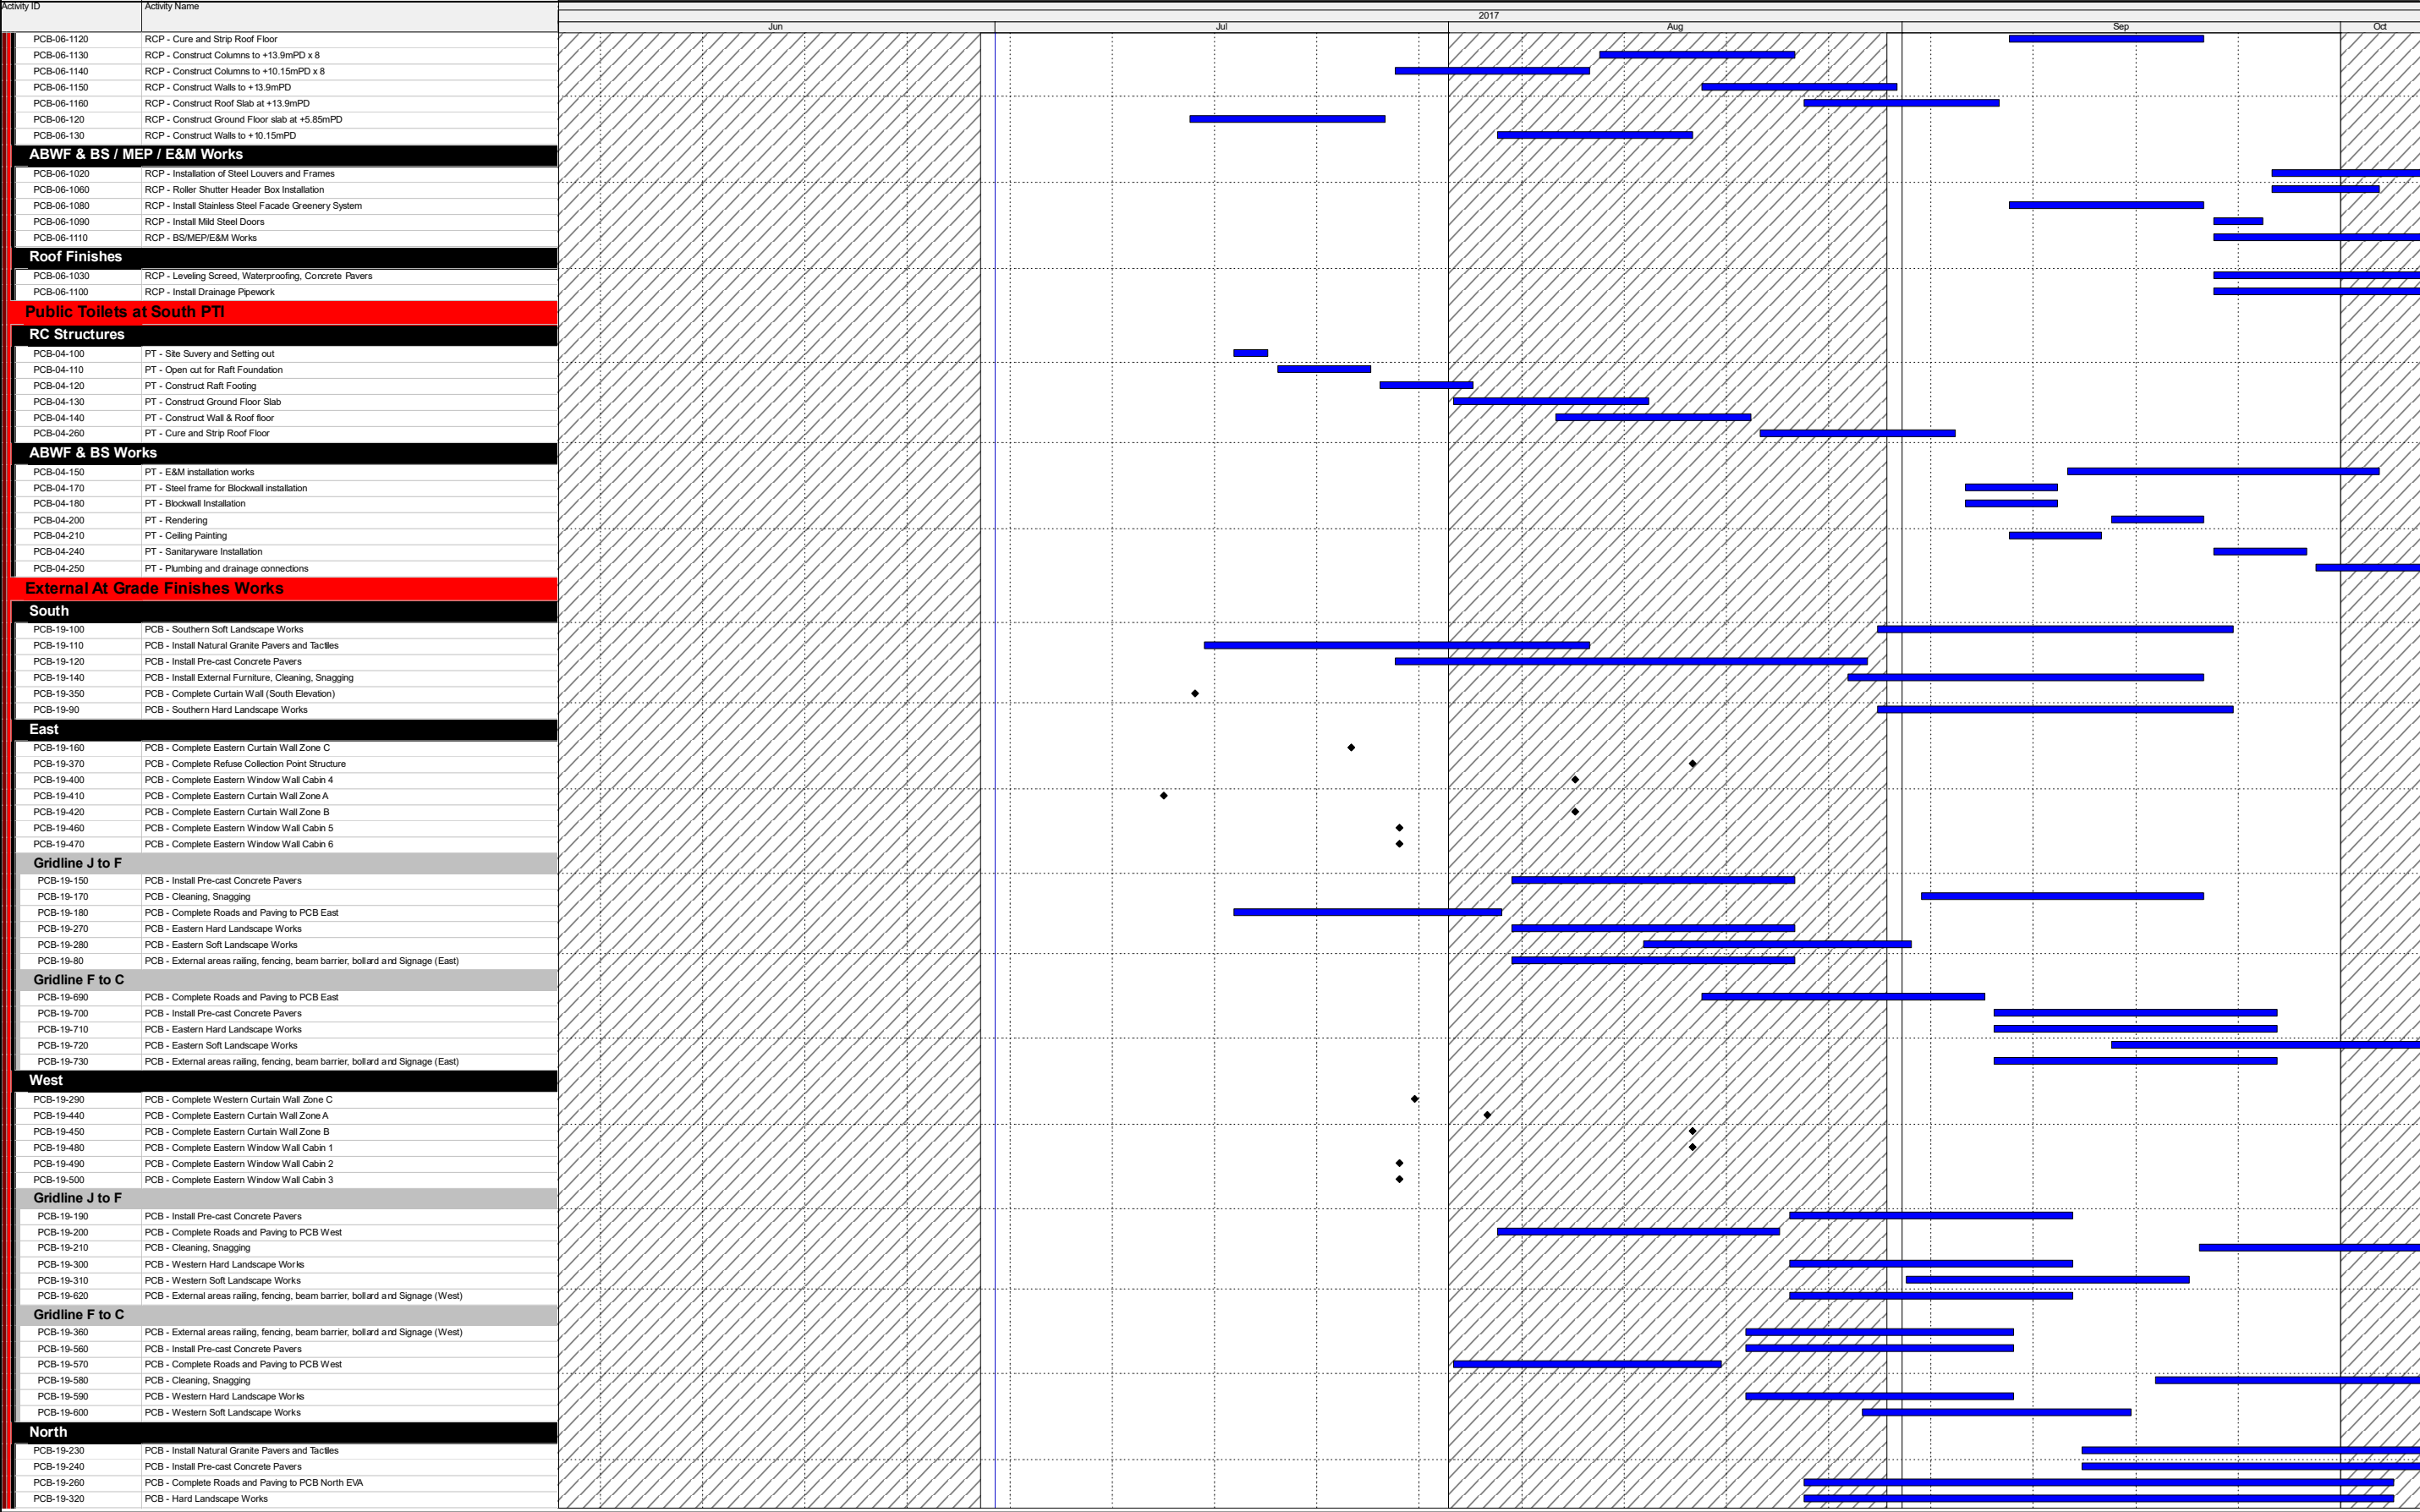 Activity ID Activity Name
2017
Jun Jul Aug Sep Oct
PCB-06-1120 RCP - Cure and Strip Roof Floor
PCB-06-1130 RCP - Construct Columns to +13.9mPD x 8
PCB-06-1140 RCP - Construct Columns to +10.15mPD x 8
PCB-06-1150 RCP - Construct Walls to +13.9mPD
PCB-06-1160 RCP - Construct Roof Slab at +13.9mPD
PCB-06-120 RCP - Construct Ground Floor slab at +5.85mPD
PCB-06-130 RCP - Construct Walls to +10.15mPD
ABWF & BS / MEP / E&M Works
PCB-06-1020 RCP - Installation of Steel Louvers and Frames
PCB-06-1060 RCP - Roller Shutter Header Box Installation
PCB-06-1080 RCP - Install Stainless Steel Facade Greenery System
PCB-06-1090 RCP - Install Mild Steel Doors
PCB-06-1110 RCP - BS/MEP/E&M Works
Roof Finishes
PCB-06-1030 RCP - Leveling Screed, Waterproofing, Concrete Pavers
PCB-06-1100 RCP - Install Drainage Pipework
Public Toilets at South PTI
RC Structures
PCB-04-100 PT - Site Suvery and Setting out
PCB-04-110 PT - Open cut for Raft Foundation
PCB-04-120 PT - Construct Raft Footing
PCB-04-130 PT - Construct Ground Floor Slab
PCB-04-140 PT - Construct Wall & Roof floor
PCB-04-260 PT - Cure and Strip Roof Floor
ABWF & BS Works
PCB-04-150 PT - E&M installation works
PCB-04-170 PT - Steel frame for Blockwall installation
PCB-04-180 PT - Blockwall Installation
PCB-04-200 PT - Rendering
PCB-04-210 PT - Ceiling Painting
PCB-04-240 PT - Sanitaryware Installation
PCB-04-250 PT - Plumbing and drainage connections
External At Grade Finishes Works
South
PCB-19-100 PCB - Southern Soft Landscape Works
PCB-19-110 PCB - Install Natural Granite Pavers and Tactiles
PCB-19-120 PCB - Install Pre-cast Concrete Pavers
PCB-19-140 PCB - Install External Furniture, Cleaning, Snagging
PCB-19-350 PCB - Complete Curtain Wall (South Elevation)
PCB-19-90 PCB - Southern Hard Landscape Works
East
PCB-19-160 PCB - Complete Eastern Curtain Wall Zone C
PCB-19-370 PCB - Complete Refuse Collection Point Structure
PCB-19-400 PCB - Complete Eastern Window Wall Cabin 4
PCB-19-410 PCB - Complete Eastern Curtain Wall Zone A
PCB-19-420 PCB - Complete Eastern Curtain Wall Zone B
PCB-19-460 PCB - Complete Eastern Window Wall Cabin 5
PCB-19-470 PCB - Complete Eastern Window Wall Cabin 6
Gridline J to F
PCB-19-150 PCB - Install Pre-cast Concrete Pavers
PCB-19-170 PCB - Cleaning, Snagging
PCB-19-180 PCB - Complete Roads and Paving to PCB East
PCB-19-270 PCB - Eastern Hard Landscape Works
PCB-19-280 PCB - Eastern Soft Landscape Works
PCB-19-80 PCB - External areas railing, fencing, beam barrier, bollard and Signage (East)
Gridline F to C
PCB-19-690 PCB - Complete Roads and Paving to PCB East
PCB-19-700 PCB - Install Pre-cast Concrete Pavers
PCB-19-710 PCB - Eastern Hard Landscape Works
PCB-19-720 PCB - Eastern Soft Landscape Works
PCB-19-730 PCB - External areas railing, fencing, beam barrier, bollard and Signage (East)
West
PCB-19-290 PCB - Complete Western Curtain Wall Zone C
PCB-19-440 PCB - Complete Eastern Curtain Wall Zone A
PCB-19-450 PCB - Complete Eastern Curtain Wall Zone B
PCB-19-480 PCB - Complete Eastern Window Wall Cabin 1
PCB-19-490 PCB - Complete Eastern Window Wall Cabin 2
PCB-19-500 PCB - Complete Eastern Window Wall Cabin 3
Gridline J to F
PCB-19-190 PCB - Install Pre-cast Concrete Pavers
PCB-19-200 PCB - Complete Roads and Paving to PCB West
PCB-19-210 PCB - Cleaning, Snagging
PCB-19-300 PCB - Western Hard Landscape Works
PCB-19-310 PCB - Western Soft Landscape Works
PCB-19-620 PCB - External areas railing, fencing, beam barrier, bollard and Signage (West)
Gridline F to C
PCB-19-360 PCB - External areas railing, fencing, beam barrier, bollard and Signage (West)
PCB-19-560 PCB - Install Pre-cast Concrete Pavers
PCB-19-570 PCB - Complete Roads and Paving to PCB West
PCB-19-580 PCB - Cleaning, Snagging
PCB-19-590 PCB - Western Hard Landscape Works
PCB-19-600 PCB - Western Soft Landscape Works
North
PCB-19-230 PCB - Install Natural Granite Pavers and Tactiles
PCB-19-240 PCB - Install Pre-cast Concrete Pavers
PCB-19-260 PCB - Complete Roads and Paving to PCB North EVA
PCB-19-320 PCB - Hard Landscape Works